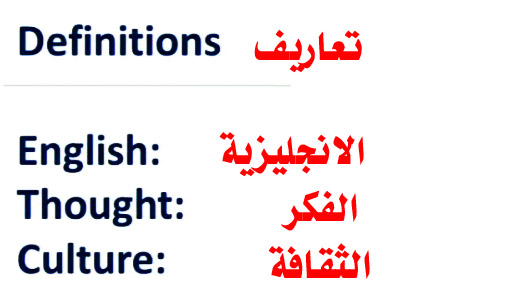 Definitions تعاريف
English: الانجليزية
Thought: الفكر
Culture: الثقافة